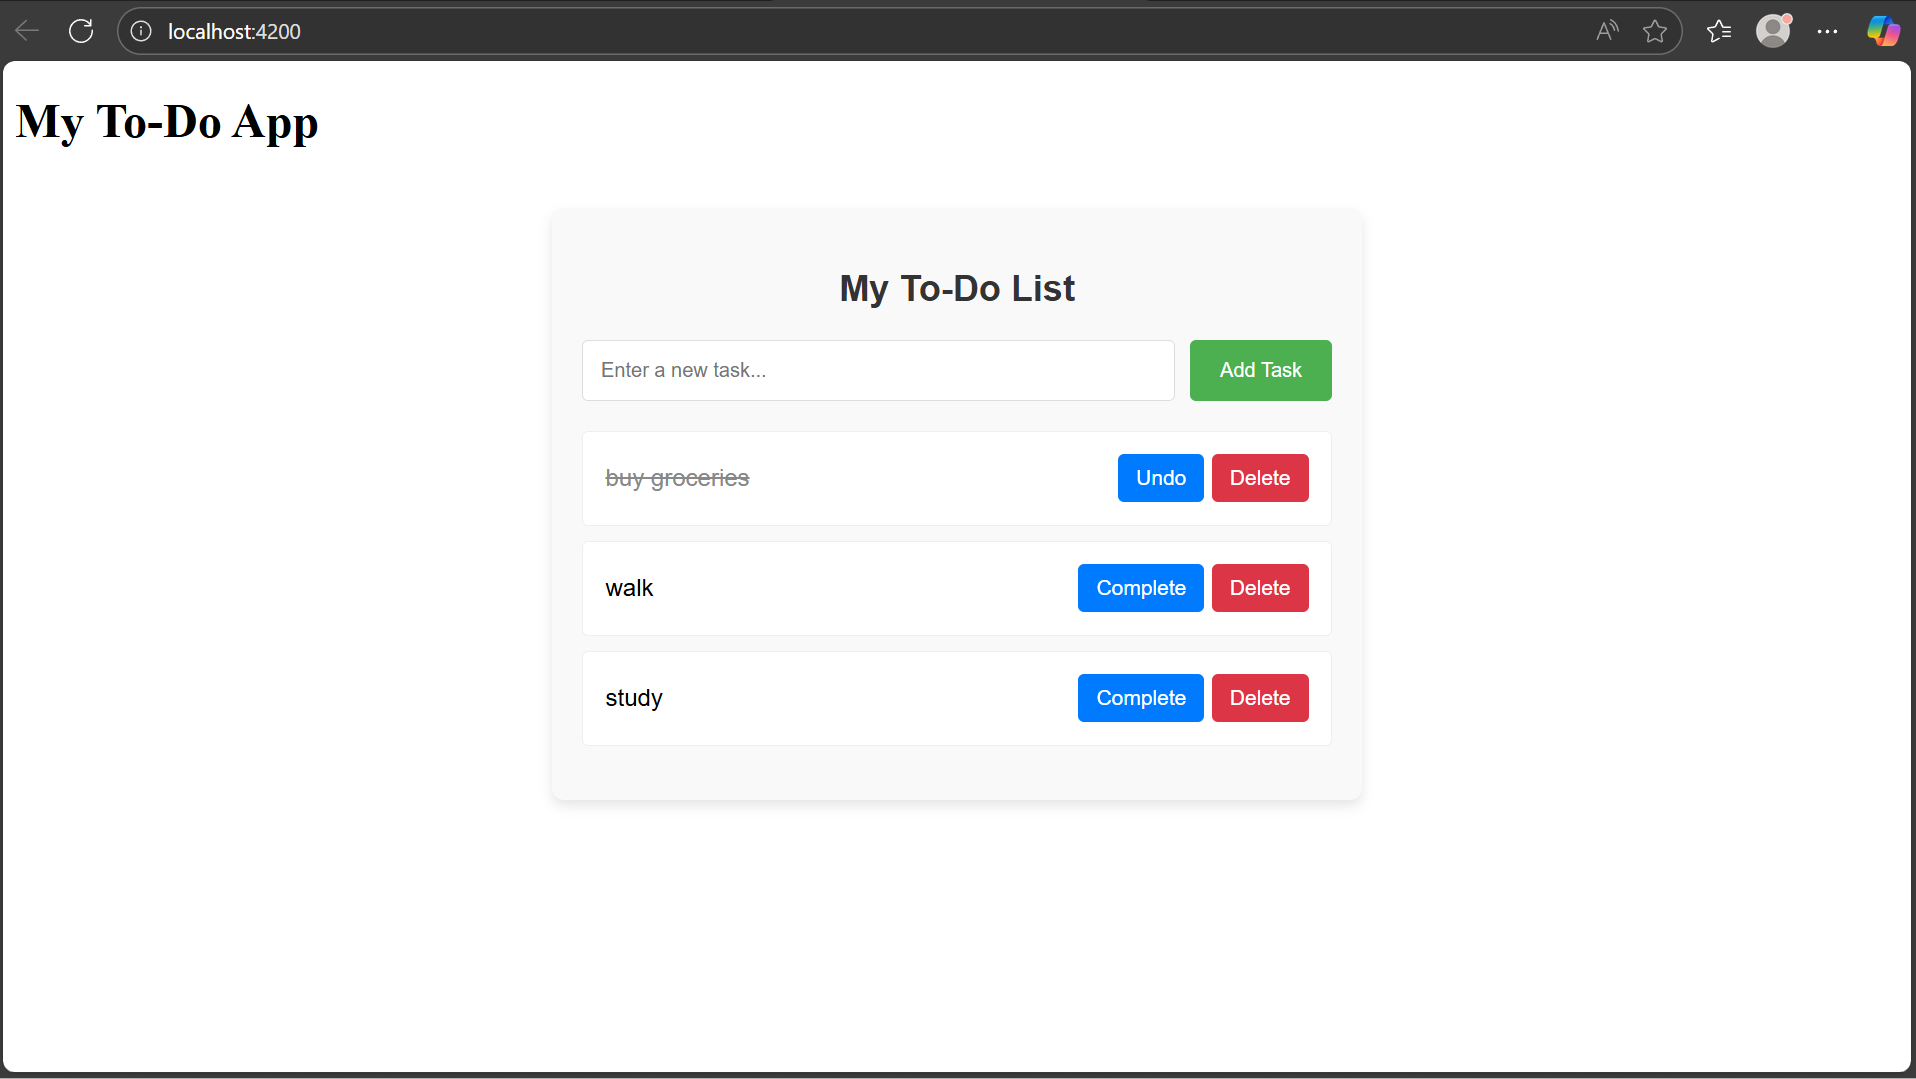 localhost:4200
My To-Do App
My To-Do List
Enter a new task...
Add Task
buy groceries
Undo
Delete
walk
Complete
Delete
study
Complete
Delete